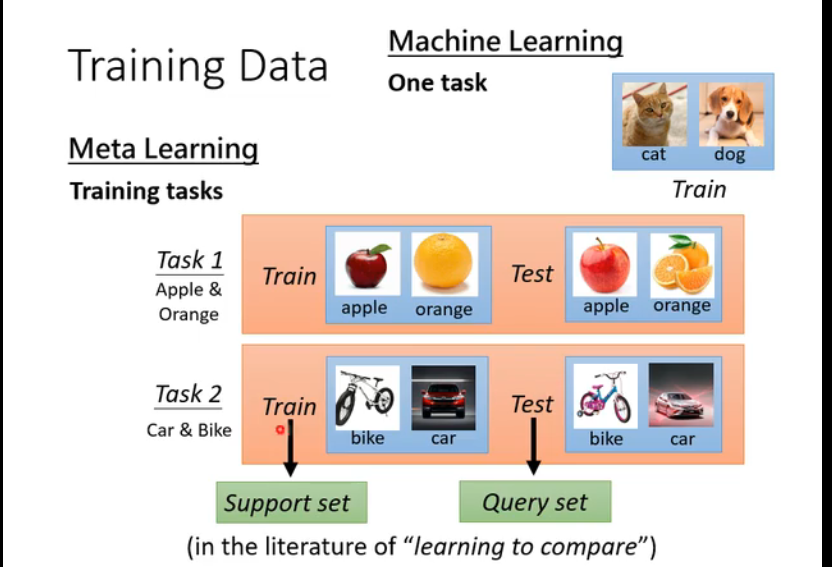 Training Data
Machine Learning
One task
cat dog
Train
Meta Learning
Training tasks
Task 1
Apple &
Orange
Train
apple orange
Test
apple orange
Task 2
Car & Bike
Train
bike car
Test
bike car
Support set
Query set
(in the literature of “learning to compare”)